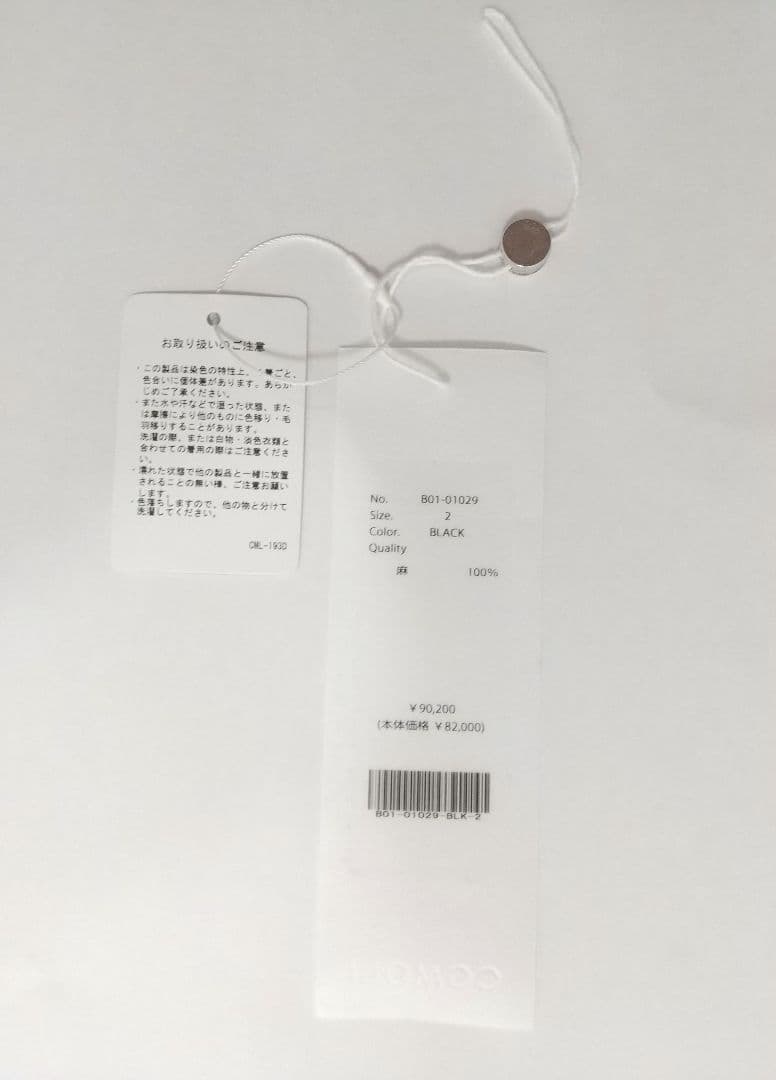 お取り扱いのご注意
・この製品は染色の特性上、着ごと、
色合いに個体差があります。あらか
じめご了承ください。
・また水や汗などで湿った状態、また
は摩擦により他のものに色移り・毛
羽移りすることがあります。
洗濯の際、または白物・淡色衣類と
合わせての着用の際はご注意くださ
い。
・濡れた状態で他の製品と一緒に放置
されることの無い様、ご注意お願い
します。
・色落ちしますので、他の物と分けて
洗濯してください。
CML-193D
No. B01-01029
Size. 2
Color. BLACK
Quality
麻 100%
￥90,200
(本体価格 ￥82,000)
B01-01029-BLK-2